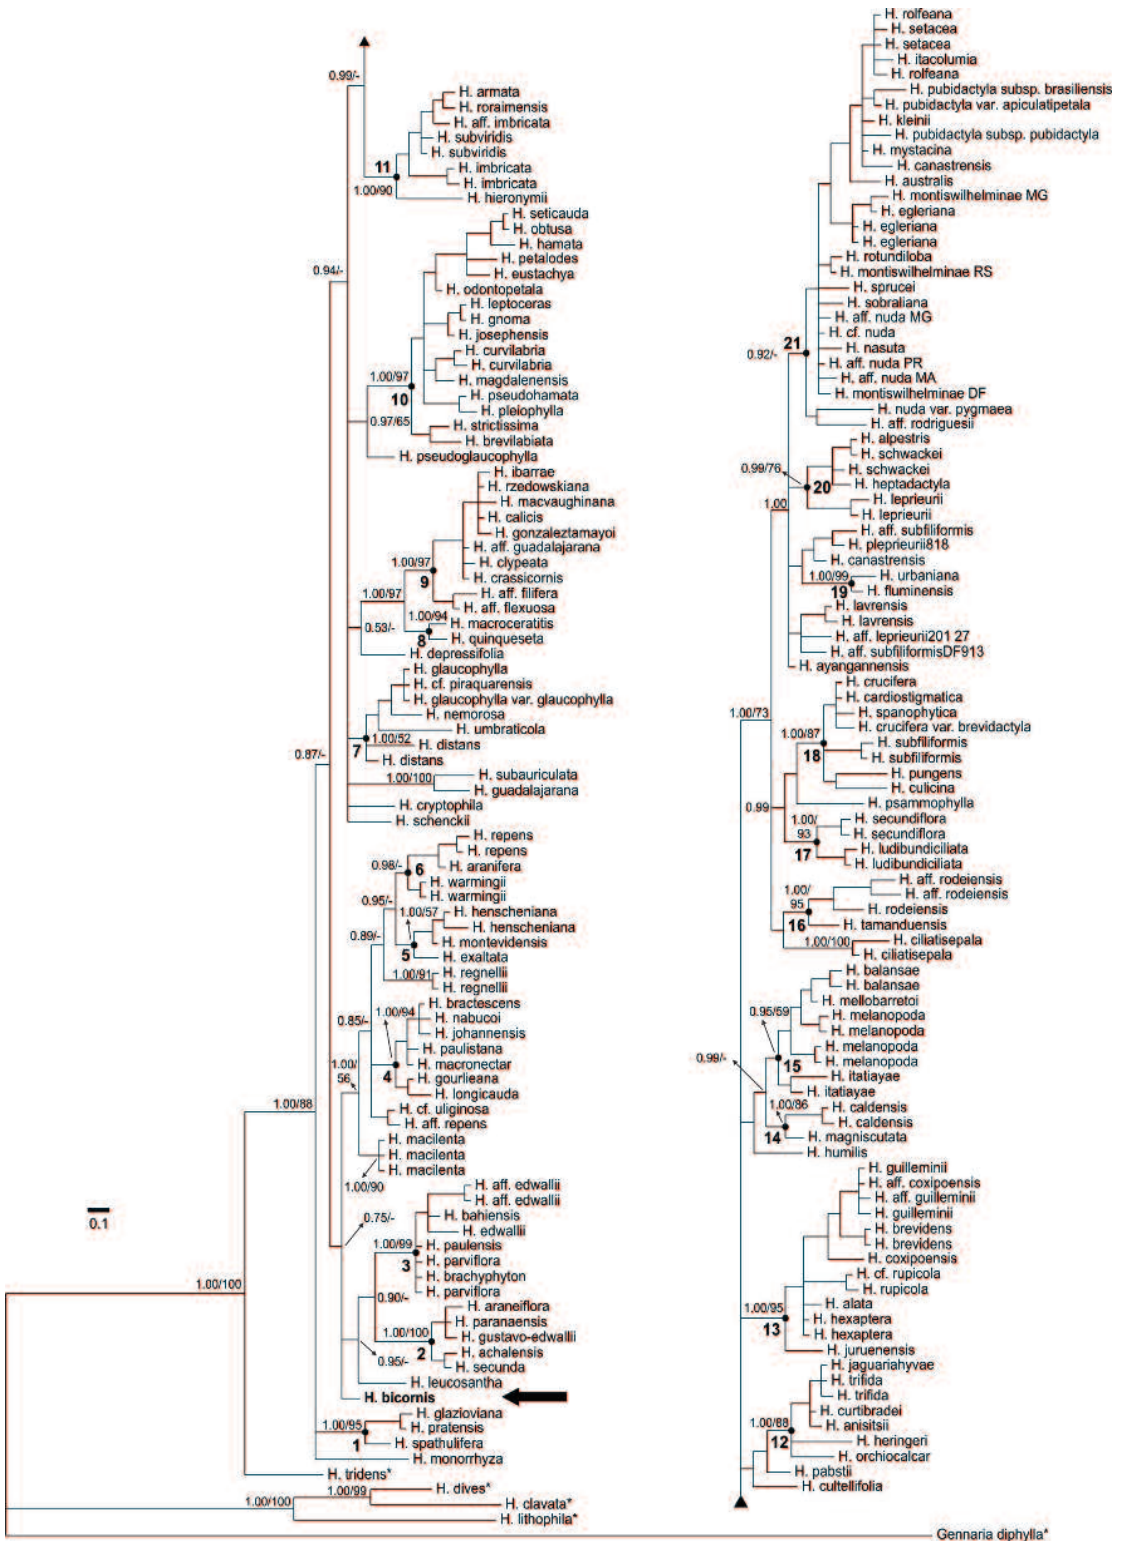 0.99/-
H. armata
H. roraimensis
H. aff. imbricata
H. subviridis
H. subviridis
11
H. imbricata
H. imbricata
1.00/90
H. hieronymii
H. seticauda
H. obtusa
H. hamata
H. petalodes
0.94/-
H. eustachya
H. odontopetala
H. leptoceras
H. gnoma
H. josephensis
H. curvilabria
H. curvilabria
1.00/97
H. magdalenensis
10
H. pseudohamata
H. pleiophylla
0.97/65
H. strictissima
H. brevilabiata
H. pseudoglaucophylla
H. ibarrae
H. rzedowskiana
H. macvaughinana
H. calicis
H. gonzaleztamayoi
H. aff. guadalajarana
1.00/97
H. clypeata
9
H. crassicornis
1.00/97
H. aff. filifera
H. aff. flexuosa
1.00/94
H. macroceratitis
0.53/-
8
H. quinqueseta
H. depressifolia
H. glaucophylla
H. cf. piraquarensis
H. glaucophylla var. glaucophylla
H. nemorosa
H. umbraticola
7
1.00/52
H. distans
0.87/-
H. distans
1.00/100
H. subauriculata
H. guadalajarana
H. cryptophila
H. schenckii
H. repens
H. repens
0.98/-
6
H. aranifera
H. warmingii
H. warmingii
0.95/-
1.00/57
H. henscheniana
H. henscheniana
0.89/-
H. montevidensis
5
H. exaltata
1.00/91
H. regnellii
H. regnellii
H. bractescens
1.00/94
H. nabucoi
0.85/-
H. johannensis
H. paulistana
1.00/
56
H. macronectar
4
H. gourlieana
H. longicauda
1.00/88
H. cf. uliginosa
H. aff. repens
H. macilenta
H. macilenta
H. macilenta
1.00/90
H. aff. edwallii
H. aff. edwallii
0.1
0.75/-
H. bahiensis
H. edwallii
1.00/99
H. paulensis
3
H. parviflora
H. brachyphyton
1.00/100
0.90/-
H. parviflora
H. araneiflora
H. paranaensis
1.00/100
H. gustavo-edwallii
2
H. achalensis
0.95/-
H. secunda
H. leucosantha
H. bicornis
H. glazioviana
1.00/95
H. pratensis
1
H. spathulifera
H. monorrhyza
H. tridens*
1.00/99
H. dives*
1.00/100
H. clavata*
H. lithophila*
Gennaria diphylla*
H. rolfeana
H. setacea
H. setacea
H. itacolumia
H. rolfeana
H. pubidactyla subsp. brasiliensis
H. pubidactyla var. apiculatipetala
H. kleinii
H. pubidactyla subsp. pubidactyla
H. mystacina
H. canastrensis
H. australis
H. montiswilhelminae MG
H. egleriana
H. egleriana
H. egleriana
H. rotundiloba
H. montiswilhelminae RS
H. sprucei
H. sobraliana
H. aff. nuda MG
H. cf. nuda
21
H. nasuta
0.92/-
H. aff. nuda PR
H. aff. nuda MA
H. montiswilhelminae DF
H. nuda var. pygmaea
H. aff. rodriguesii
H. alpestris
H. schwackei
0.99/76
H. schwackei
20
H. heptadactyla
H. leprieurii
1.00
H. leprieurii
H. aff. subfiliformis
H. pleprieurii818
H. canastrensis
1.00/99
H. urbaniana
19
H. fluminensis
H. lavrensis
H. lavrensis
H. aff. leprieurii201 27
H. aff. subfiliformisDF913
H. ayangannensis
H. crucifera
H. cardiostigmatica
1.00/73
H. spanophytica
H. crucifera var. brevidactyla
1.00/87
H. subfiliformis
18
H. subfiliformis
H. pungens
H. culicina
0.99
H. psammophylla
1.00/
H. secundiflora
93
H. secundiflora
17
H. ludibundiciliata
H. ludibundiciliata
1.00/
H. aff. rodeiensis
H. aff. rodeiensis
95
H. rodeiensis
16
H. tamanduensis
1.00/100
H. ciliatisepala
H. ciliatisepala
H. balansae
H. balansae
H. mellobarretoi
0.95/59
H. melanopoda
H. melanopoda
H. melanopoda
0.99/-
15
H. melanopoda
H. itatiayae
H. itatiayae
1.00/86
H. caldensis
H. caldensis
14
H. magniscutata
H. humilis
H. guilleminii
H. aff. coxipoensis
H. aff. guilleminii
H. guilleminii
H. brevidens
H. brevidens
H. coxipoensis
H. cf. rupicola
H. rupicola
1.00/95
H. alata
13
H. hexaptera
H. hexaptera
H. juruenensis
H. jaguariahyvae
H. trifida
H. trifida
H. curtibradei
1.00/88
H. anisitsii
12
H. heringeri
H. orchiocalcar
H. pabstii
H. cultellifolia